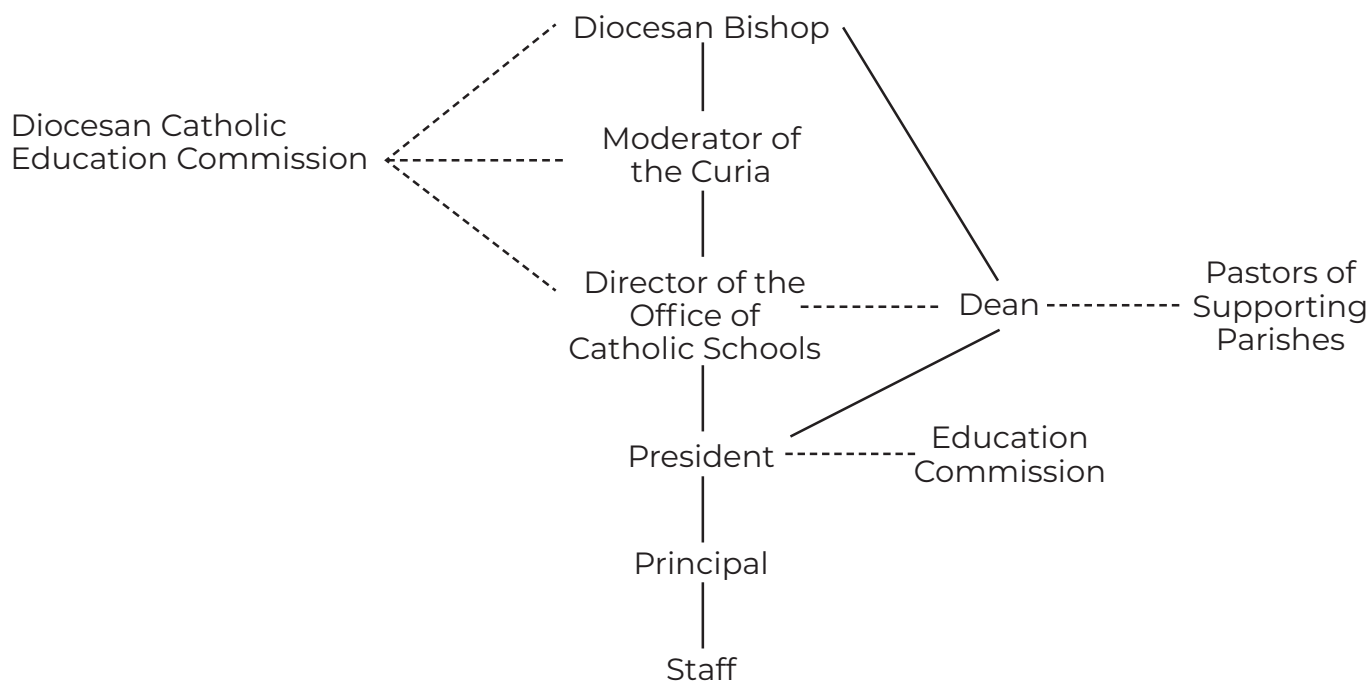 Diocesan Bishop
Diocesan Catholic
Education Commission
Moderator of
the Curia
Director of the
Office of
Catholic Schools
Dean
Pastors of
Supporting
Parishes
President
Education
Commission
Principal
Staff